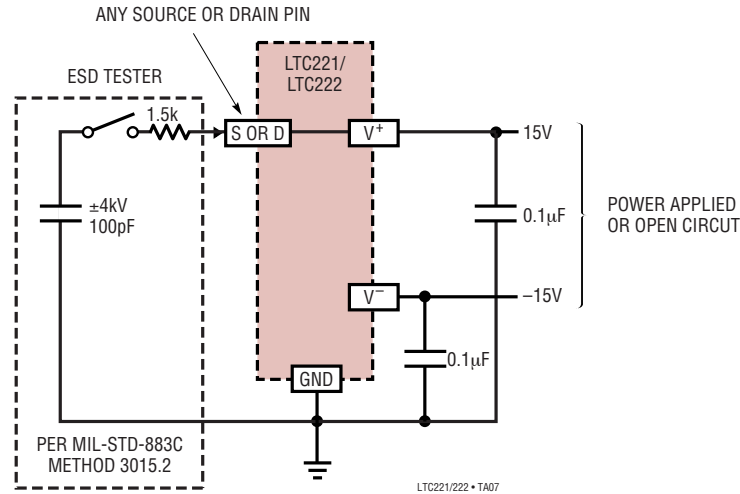 ANY SOURCE OR DRAIN PIN
LTC221/
LTC222
ESD TESTER
1.5k
S OR D
V+
15V
±4kV
100pF
0.1µF
POWER APPLIED
OR OPEN CIRCUT
V–
–15V
0.1µF
GND
PER MIL-STD-883C
METHOD 3015.2
LTC221/222 • TA07